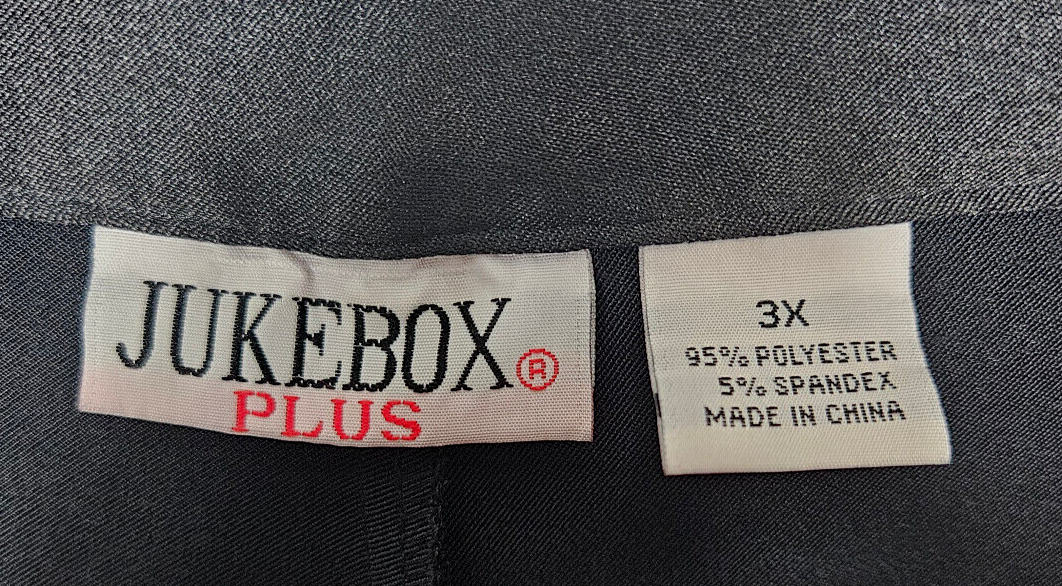 JUKEBOX®
PLUS
3X
95% POLYESTER
5% SPANDEX
MADE IN CHINA